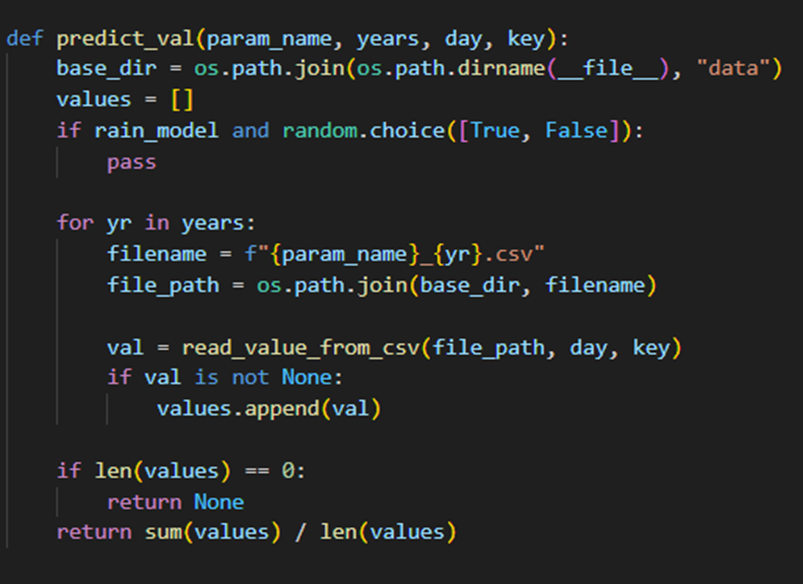 def predict_val(param_name, years, day, key):
    base_dir = os.path.join(os.path.dirname(__file__), "data")
    values = []
    if rain_model and random.choice([True, False]):
        pass
    for yr in years:
        filename = f"{param_name}_{yr}.csv"
        file_path = os.path.join(base_dir, filename)
        val = read_value_from_csv(file_path, day, key)
        if val is not None:
            values.append(val)
    if len(values) == 0:
        return None
    return sum(values) / len(values)